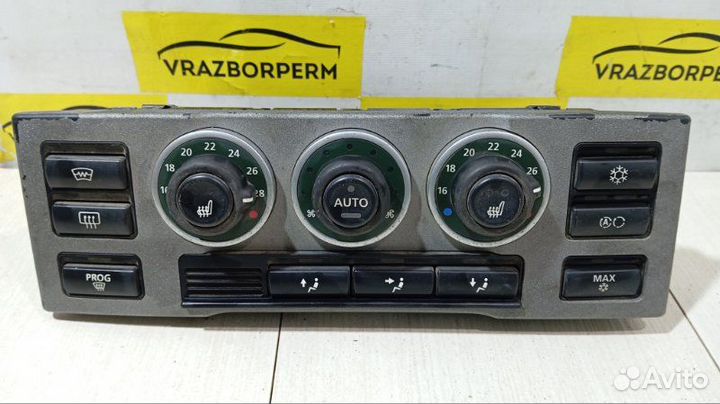 VRAZBORPERM
VRAZBORPERM
16 18 20 22 24 26 28
AUTO
16 18 20 22 24 26 28
A
PROG
MAX
Avito